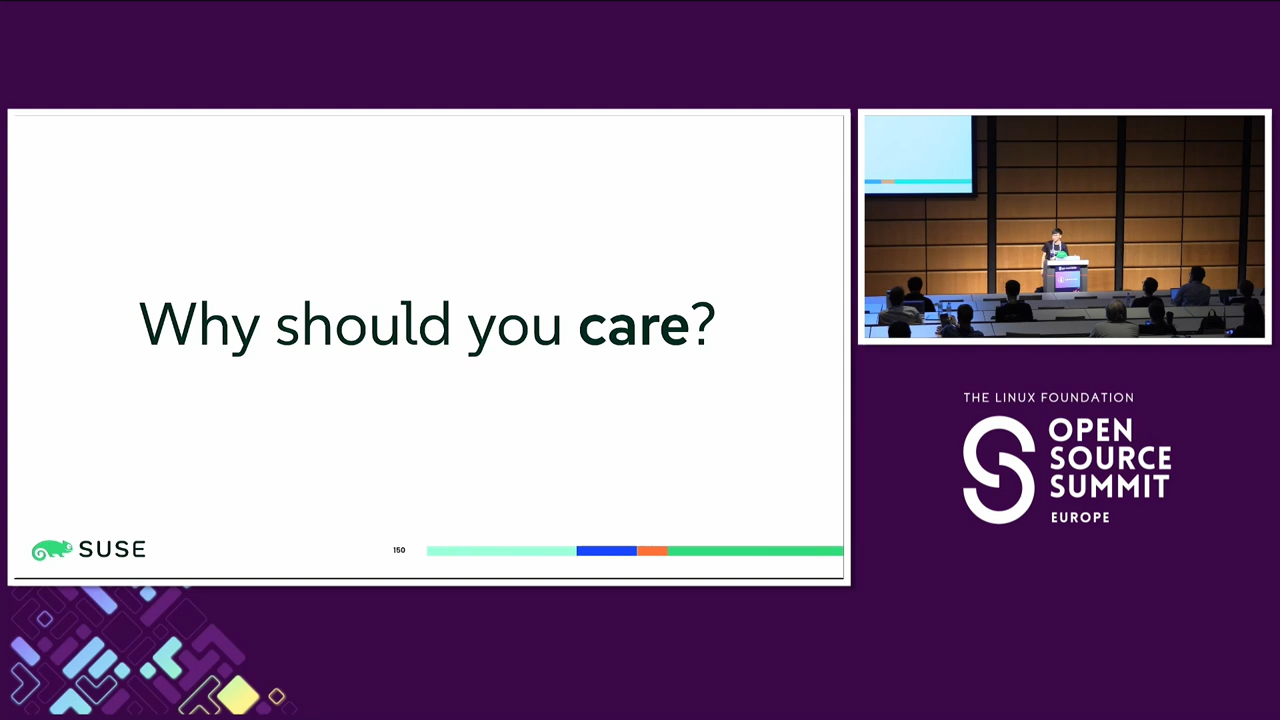 Why should you care?
SUSE
150
THE LINUX FOUNDATION
OPEN
SOURCE
SUMMIT
EUROPE